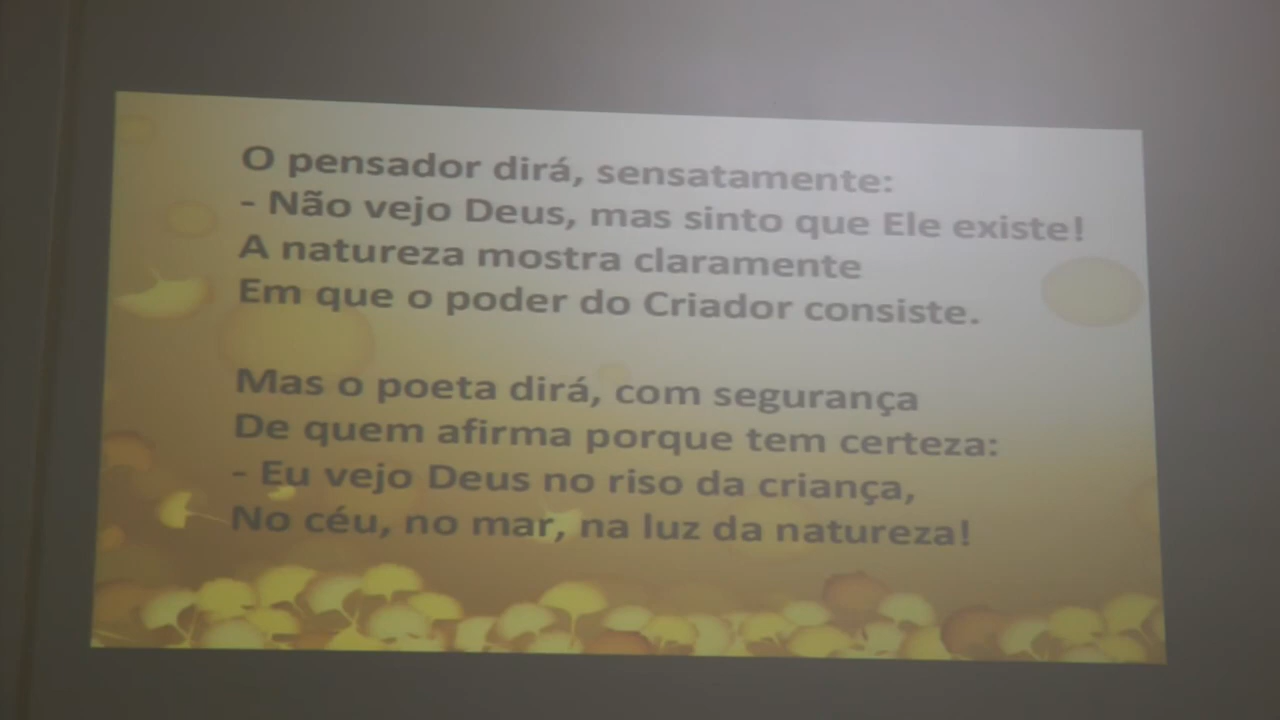 O pensador dirá, sensatamente:
- Não vejo Deus, mas sinto que Ele existe!
A natureza mostra claramente
Em que o poder do Criador consiste.
Mas o poeta dirá, com segurança
De quem afirma porque tem certeza:
- Eu vejo Deus no riso da criança,
No céu, no mar, na luz da natureza!